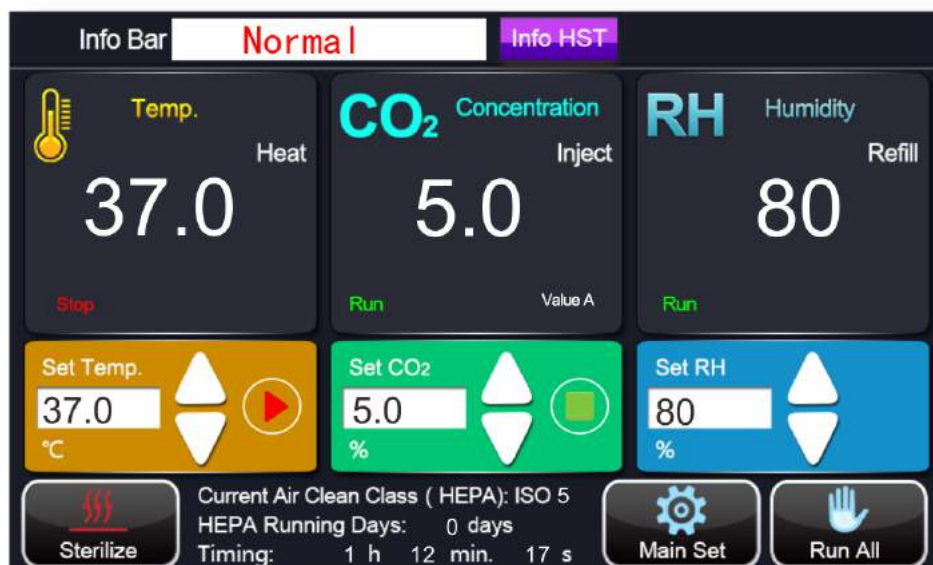 Info Bar Normal Info HST
Temp.
Heat
37.0
Stop
CO₂ Concentration
Inject
5.0
Run Value A
RH Humidity
Refill
80
Run
Set Temp.
37.0
℃
Set CO₂
5.0
%
Set RH
80
%
Sterilize
Current Air Clean Class ( HEPA): ISO 5
HEPA Running Days: 0 days
Timing: 1 h 12 min. 17 s
Main Set
Run All